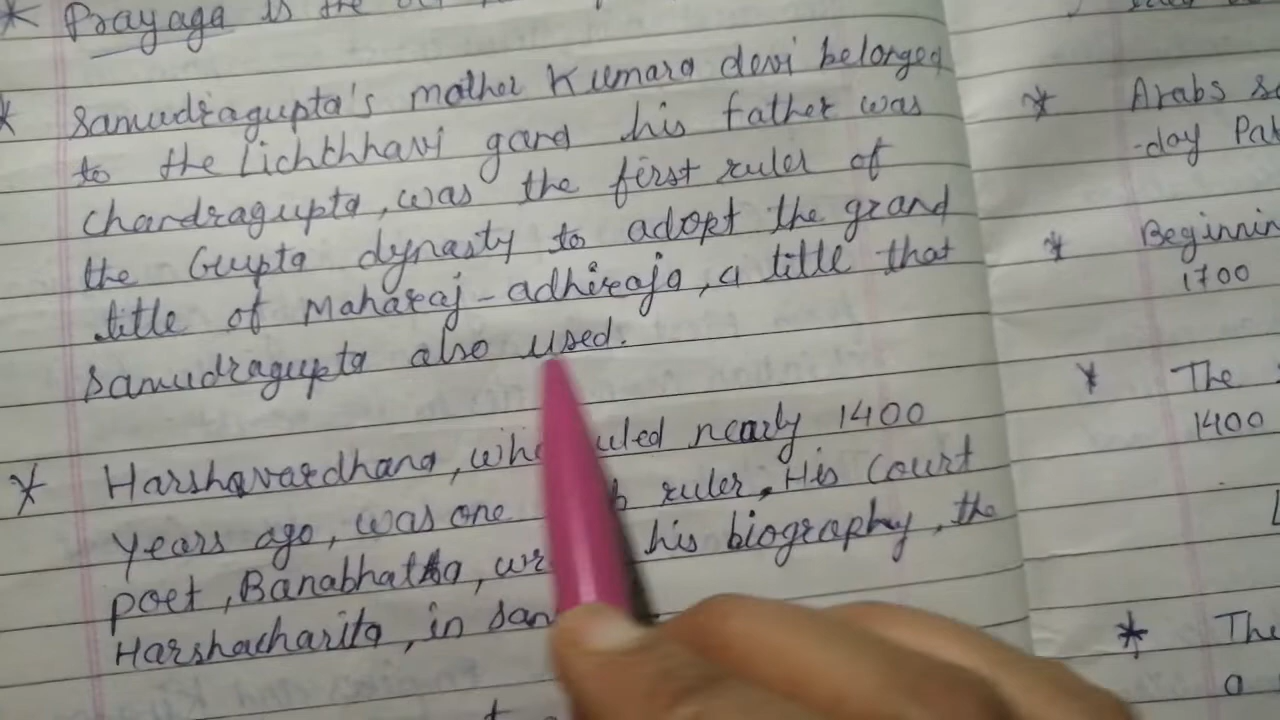 * Prayaga is the
* Samudragupta's mother Kumara devi belonged
to the Lichchhavi gana his father was
Chandragupta, was the first ruler of
the Gupta dynasty to adopt the grand
title of Maharaj-adhiraja, a title that
Samudragupta also used.
* Harshavardhana, who ruled nearly 1400
years ago, was one ruler. His Court
poet, Banabhatta, his biography, the
Harshacharita, in
* Arabs
-day
*
1700
* The
1400
* The
a